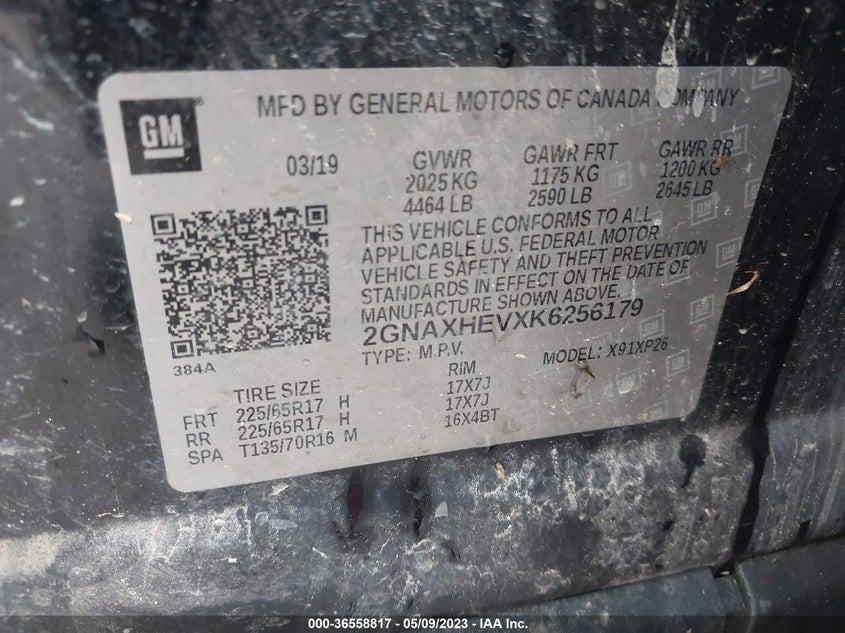 GM
MFD BY GENERAL MOTORS OF CANADA COMPANY
03/19
GVWR
2025 KG
4464 LB
GAWR FRT
1175 KG
2590 LB
GAWR RR
1200 KG
2645 LB
THIS VEHICLE CONFORMS TO ALL
APPLICABLE U.S. FEDERAL MOTOR
VEHICLE SAFETY AND THEFT PREVENTION
STANDARDS IN EFFECT ON THE DATE OF
MANUFACTURE SHOWN ABOVE.
2GNAXHEVXK6256179
TYPE: M.P.V. MODEL: X91XP26
384A
TIRE SIZE RIM
FRT 225/65R17 H 17X7J
RR 225/65R17 H 17X7J
SPA T135/70R16 M 16X4BT
000-36558817 - 05/09/2023 - IAA Inc.